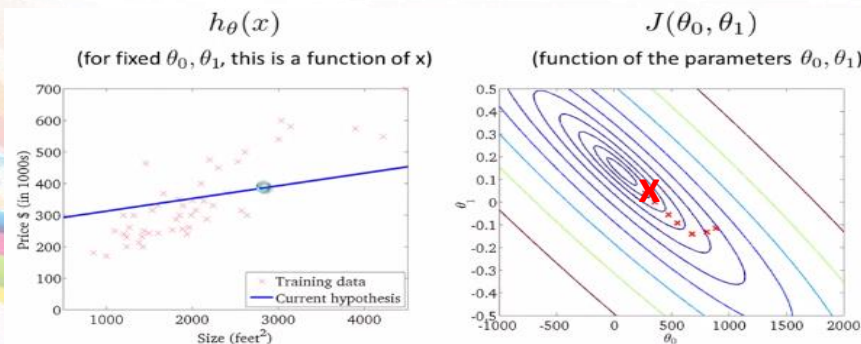 hθ(x)
(for fixed θ₀, θ₁, this is a function of x)
700
600
500
400
300
200
100
0
Price $ (in 1000s)
1000 2000 3000 4000
Size (feet²)
Training data
Current hypothesis
J(θ₀, θ₁)
(function of the parameters θ₀, θ₁)
0.5
0.4
0.3
0.2
0.1
0
-0.1
-0.2
-0.3
-0.4
-0.5
θ₁
-1000 -500 0 500 1000 1500 2000
θ₀
X